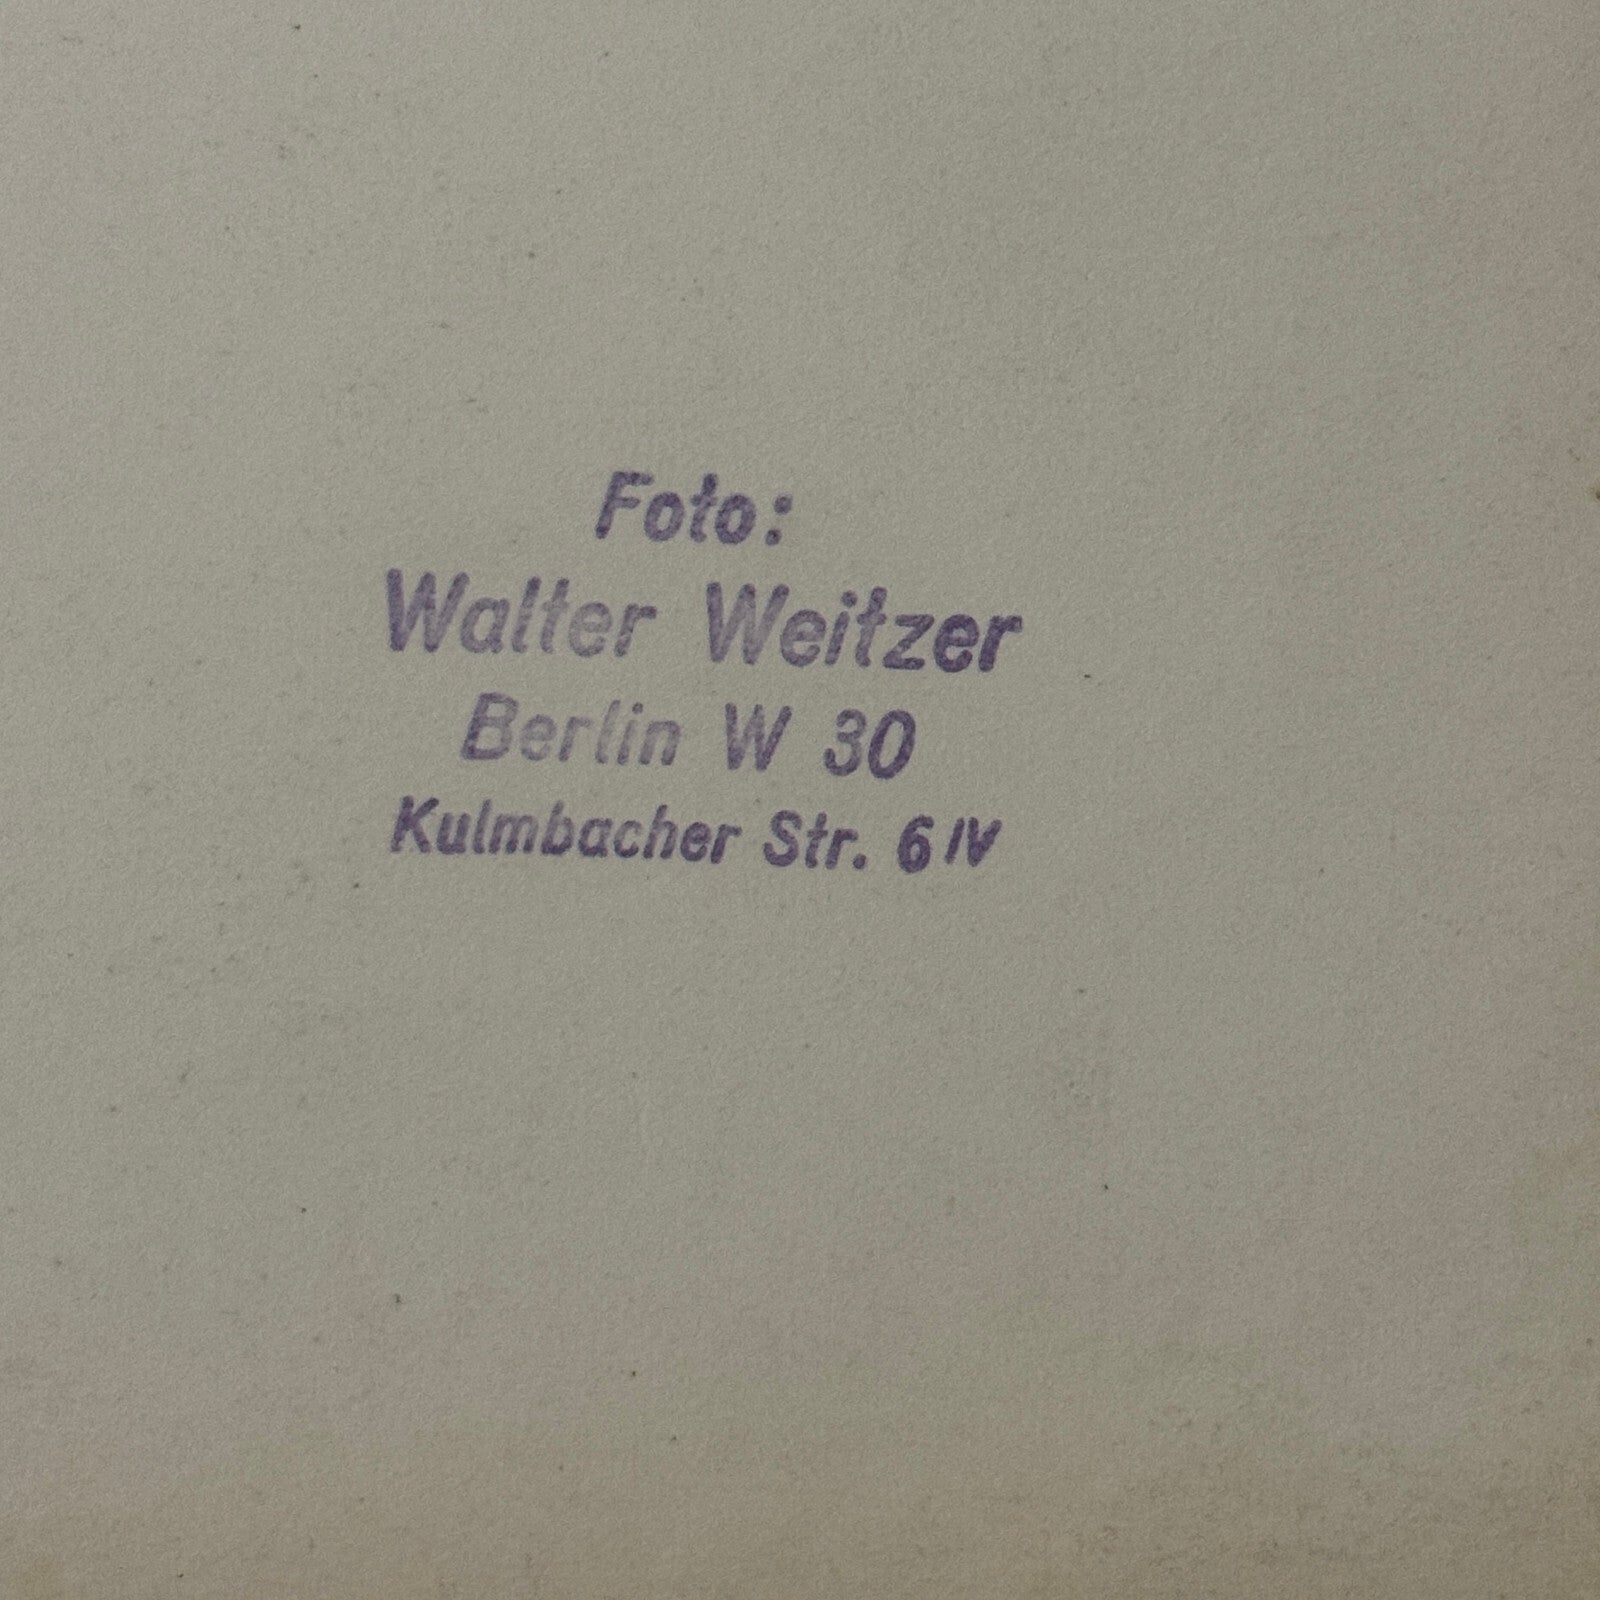 Foto:
Walter Weitzer
Berlin W 30
Kulmbacher Str. 6 IV